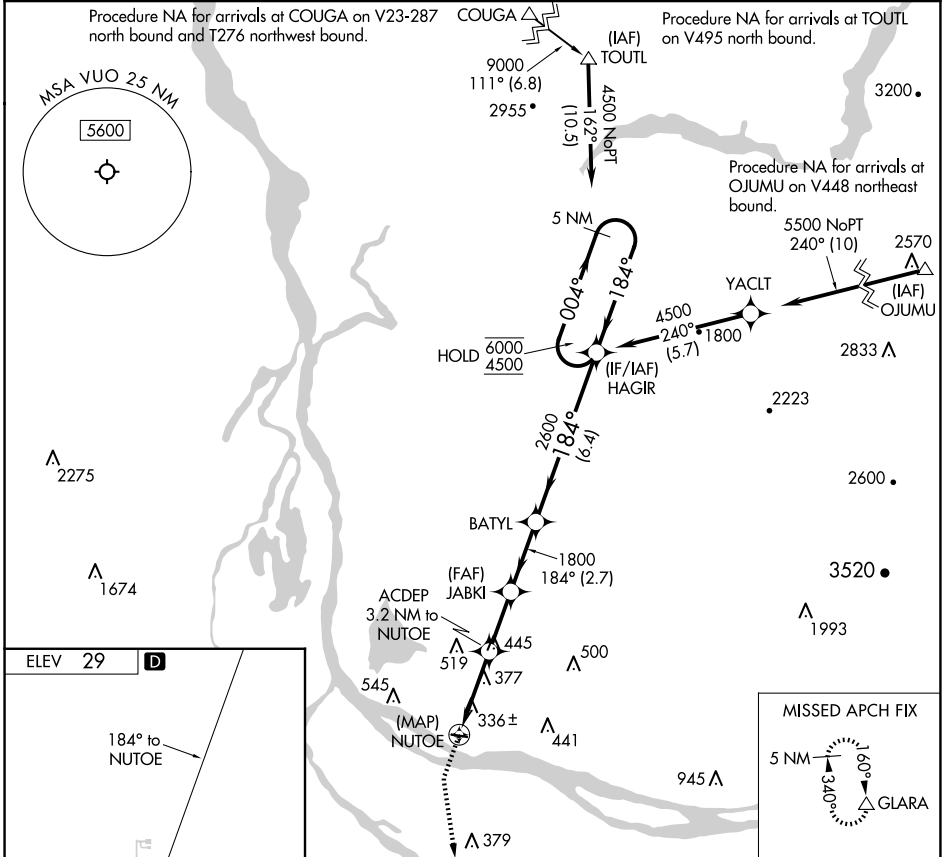 Procedure NA for arrivals at COUGA on V23-287
north bound and T276 northwest bound.
COUGA
Procedure NA for arrivals at TOUTL
on V495 north bound.
(IAF)
TOUTL
9000
111° (6.8)
2955
4500 NoPT
162°
(10.5)
3200
MSA VUO 25 NM
5600
Procedure NA for arrivals at
OJUMU on V448 northeast
bound.
5500 NoPT
240° (10)
2570
(IAF)
OJUMU
5 NM
004°
184°
YACLT
4500
240°
(5.7)
1800
HOLD
6000
4500
(IF/IAF)
HAGIR
2833
2223
2600
184°
(6.4)
2275
2600
BATYL
1800
184° (2.7)
3520
1674
(FAF)
JABKI
ACDEP
3.2 NM to
NUTOE
1993
445
519
500
377
545
336±
(MAP)
NUTOE
441
945
379
ELEV 29 D
184° to
NUTOE
MISSED APCH FIX
5 NM
160°
340°
GLARA